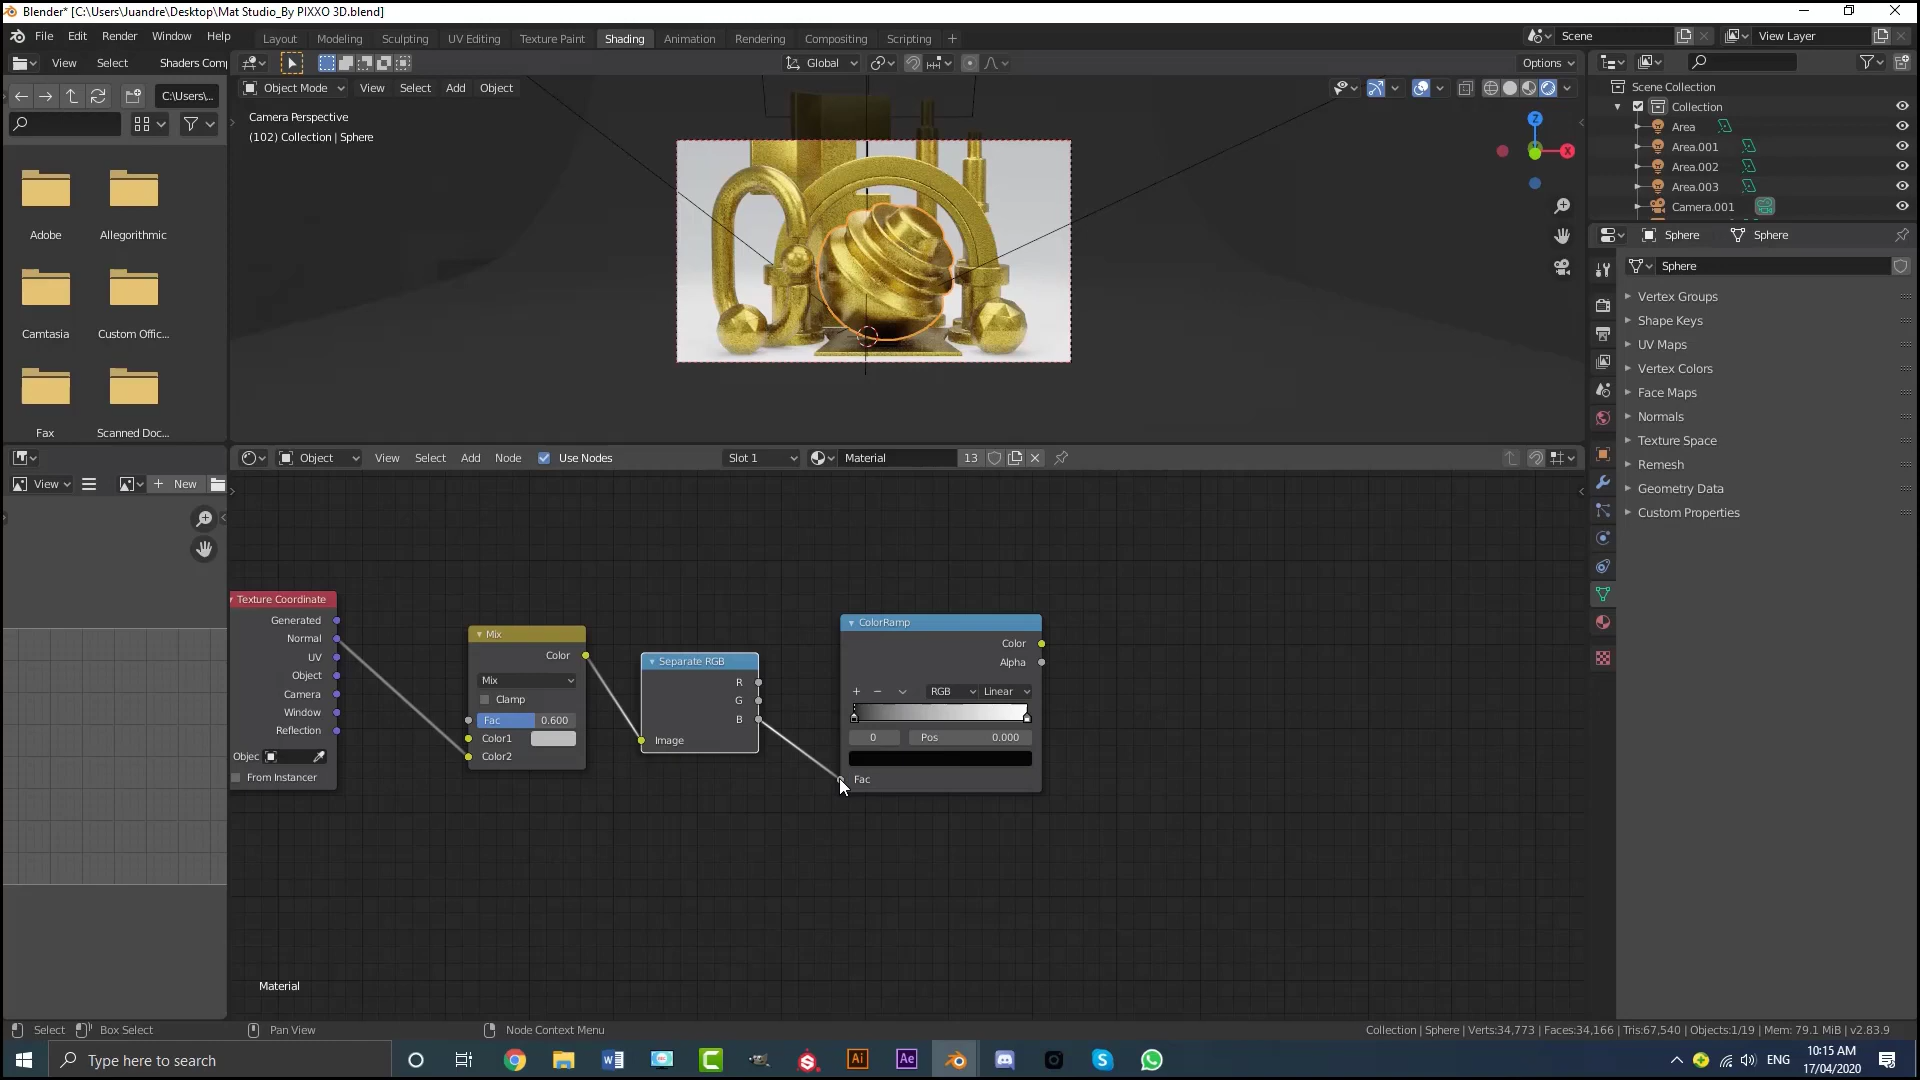 Blender* [C:\Users\Juandre\Desktop\Mat Studio_By PIXXO 3D.blend]
File Edit Render Window Help
Layout Modeling Sculpting UV Editing Texture Paint Shading Animation Rendering Compositing Scripting +
Scene
View Layer
View Select Shaders Comp
Global
Options
C:\Users\..
Object Mode View Select Add Object
Camera Perspective
(102) Collection | Sphere
Z
X
Adobe
Allegorithmic
Camtasia
Custom Offic...
Fax
Scanned Doc...
Scene Collection
Collection
Area
Area.001
Area.002
Area.003
Camera.001
Sphere
Sphere
Sphere
Vertex Groups
Shape Keys
UV Maps
Vertex Colors
Face Maps
Normals
Texture Space
Remesh
Geometry Data
Custom Properties
Object View Select Add Node Use Nodes Slot 1 Material 13
View + New
Texture Coordinate
Generated
Normal
UV
Object
Camera
Window
Reflection
Objec
From Instancer
Mix
Color
Mix
Clamp
Fac 0.600
Color1
Color2
Separate RGB
R
G
B
Image
ColorRamp
Color
Alpha
+ − RGB Linear
0 Pos 0.000
Fac
Material
Select Box Select Pan View Node Context Menu
Collection | Sphere | Verts:34,773 | Faces:34,166 | Tris:67,540 | Objects:1/19 | Mem: 79.1 MiB | v2.83.9
Type here to search
Ai
Ae
ENG
10:15 AM
17/04/2020